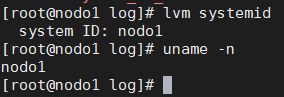 [root@nodo1 log]# lvm systemid
  system ID: nodo1
[root@nodo1 log]# uname -n
nodo1
[root@nodo1 log]#